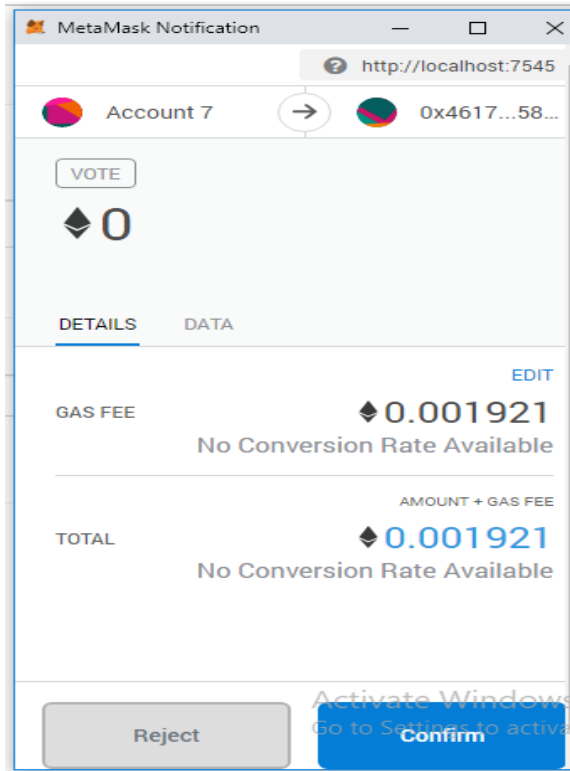 MetaMask Notification
http://localhost:7545
Account 7
0x4617...58...
VOTE
0
DETAILS DATA
EDIT
GAS FEE 0.001921
No Conversion Rate Available
AMOUNT + GAS FEE
TOTAL 0.001921
No Conversion Rate Available
Activate Windows
Go to Settings to activa
Reject Confirm